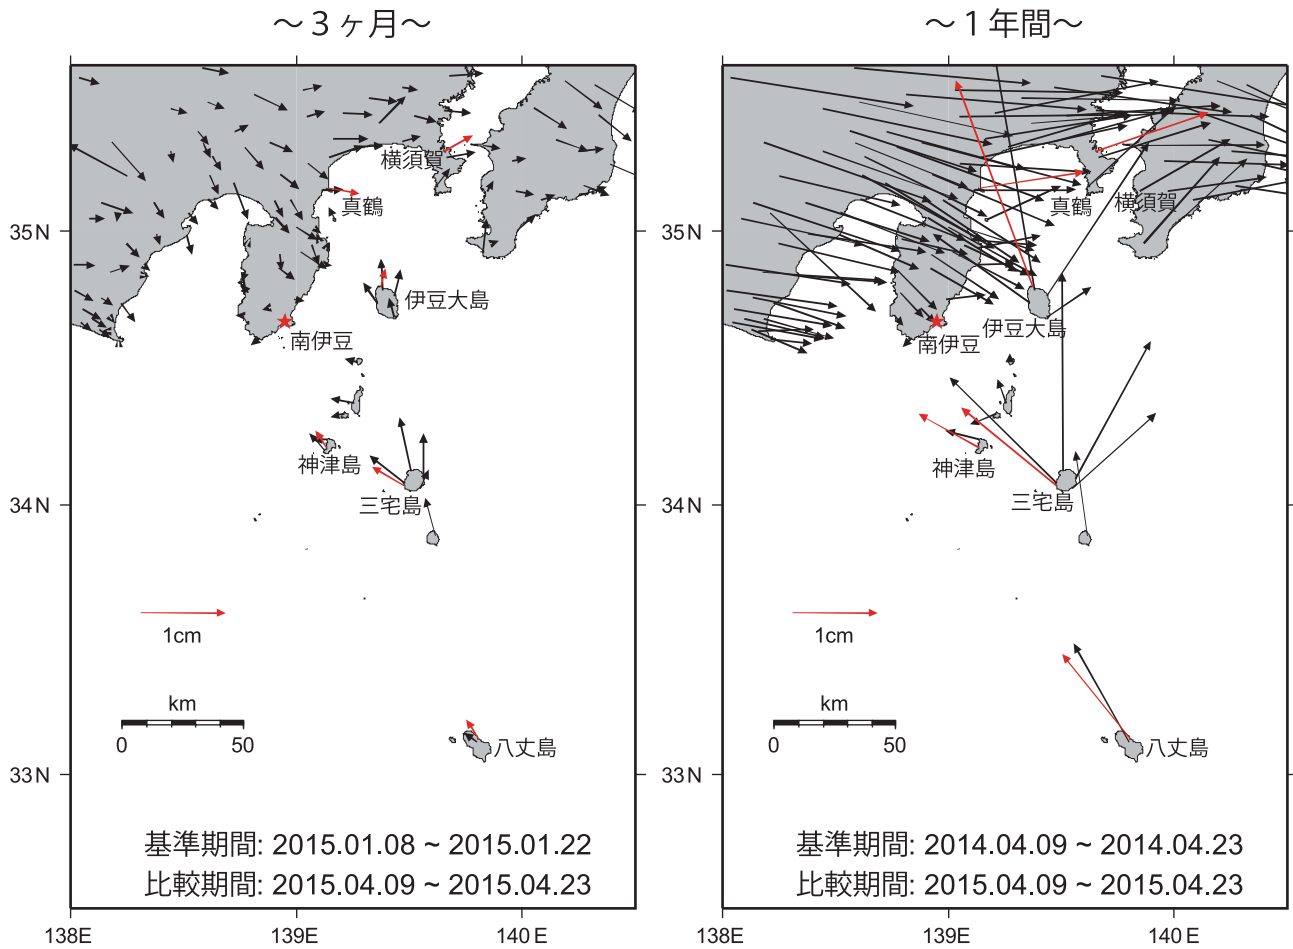 ~3ヶ月~
35N
34N
33N
横須賀
真鶴
伊豆大島
南伊豆
神津島
三宅島
八丈島
1cm
km
0 50
基準期間: 2015.01.08 ~ 2015.01.22
比較期間: 2015.04.09 ~ 2015.04.23
138E 139E 140E
~1年間~
35N
34N
33N
真鶴
横須賀
伊豆大島
南伊豆
神津島
三宅島
八丈島
1cm
km
0 50
基準期間: 2014.04.09 ~ 2014.04.23
比較期間: 2015.04.09 ~ 2015.04.23
138E 139E 140E